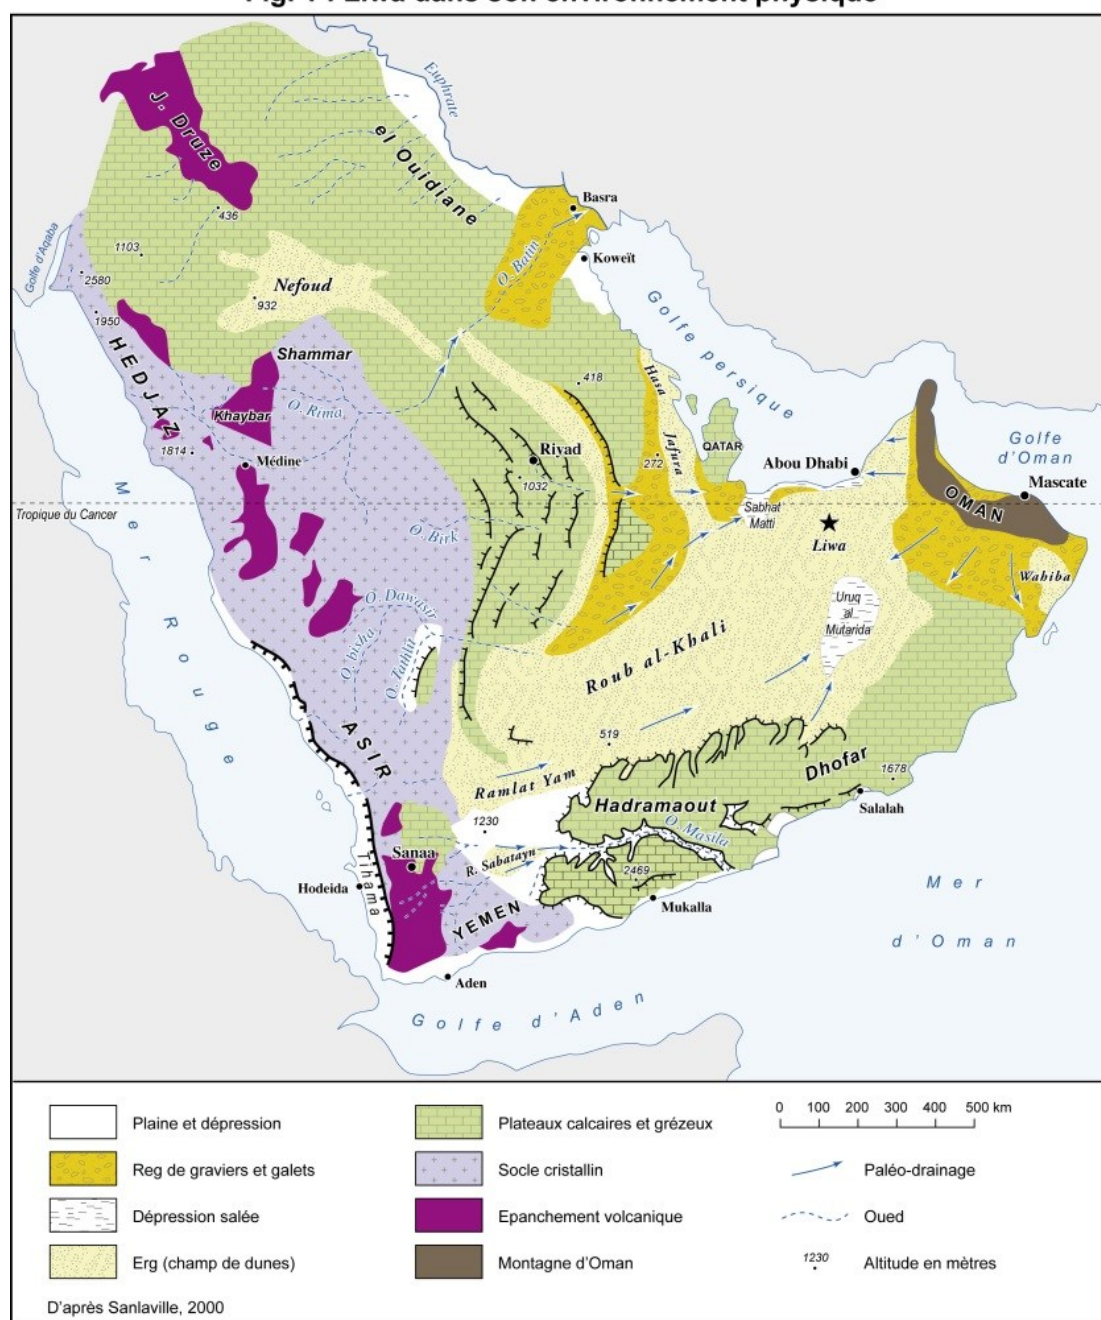 Fig. 1 : Liwa dans son environnement physique
J. Druze
Euphrate
el Ouidiane
Basra
436
Golfe d'Aqaba
1103
O. Batin
Koweït
2580
Nefoud
932
1950
Golfe persique
Shammar
HEDJAZ
Hasa
418
Khaybar
O. Rima
Jafura
QATAR
Golfe d'Oman
1814
Médine
Riyad
272
Abou Dhabi
1032
Mascate
OMAN
Tropique du Cancer
Mer Rouge
Sabhat Matti
Liwa
O. Birk
Wahiba
O. Dawasir
Uruq al Mutarida
O. bisha
O. Tathlit
Roub al-Khali
ASIR
519
Dhofar
1678
Ramlat Yam
Hadramaout
Salalah
1230
O. Masila
Sanaa
R. Sabatayn
Hodeida
Tihama
2469
Mer d'Oman
YEMEN
Mukalla
Aden
Golfe d'Aden
Plaine et dépression
Reg de graviers et galets
Dépression salée
Erg (champ de dunes)
Plateaux calcaires et grézeux
Socle cristallin
Epanchement volcanique
Montagne d'Oman
0 100 200 300 400 500 km
Paléo-drainage
Oued
1230
Altitude en mètres
D'après Sanlaville, 2000